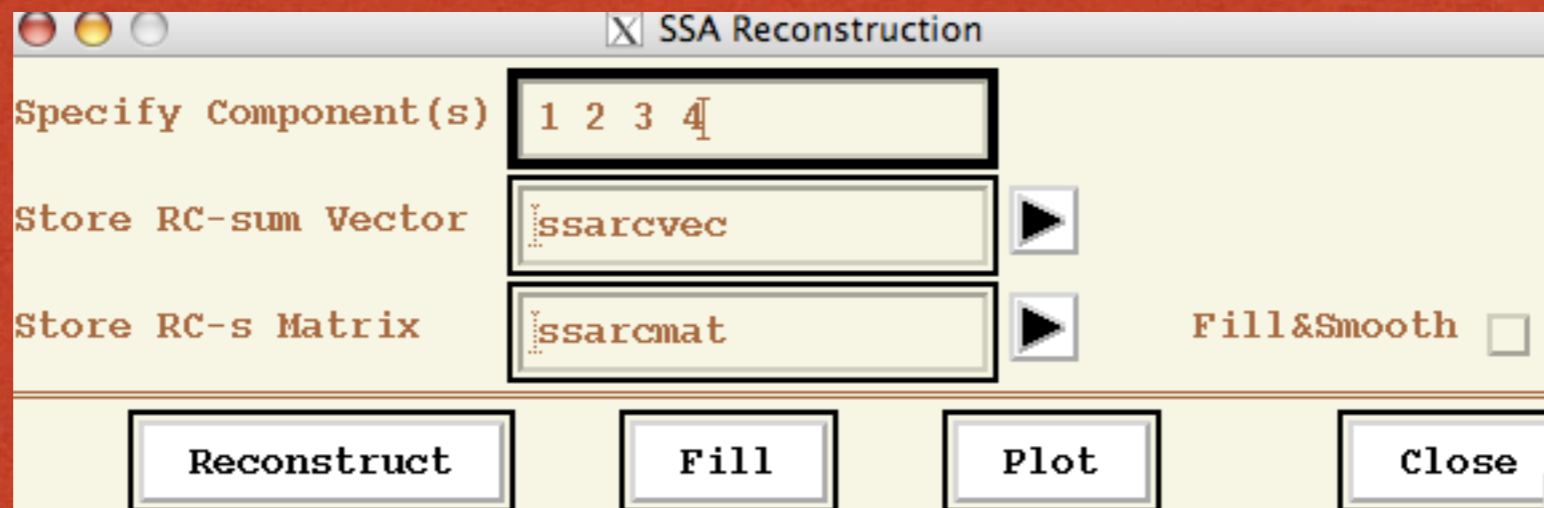 SSA Reconstruction
Specify Component(s) 1 2 3 4
Store RC-sum Vector ssarcvec
Store RC-s Matrix ssarcmat Fill&Smooth
Reconstruct Fill Plot Close